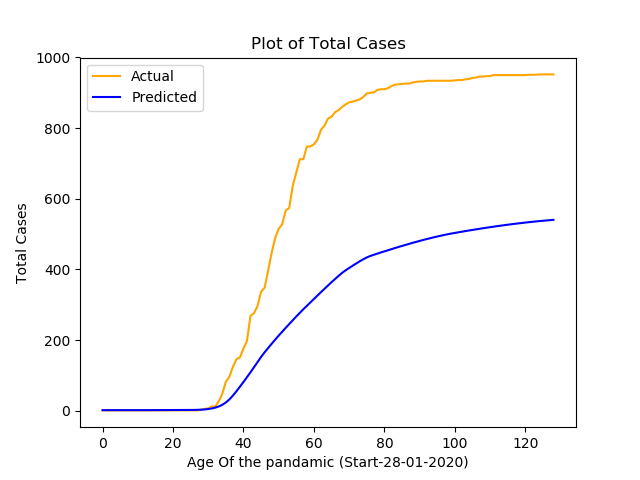 Plot of Total Cases
Actual
Predicted
Total Cases
1000
800
600
400
200
0
0 20 40 60 80 100 120
Age Of the pandamic (Start-28-01-2020)